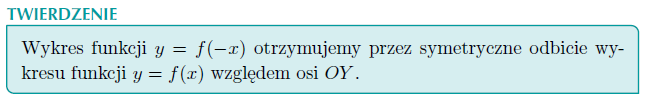 TWIERDZENIE
Wykres funkcji y = f(−x) otrzymujemy przez symetryczne odbicie wy-
kresu funkcji y = f(x) względem osi OY.